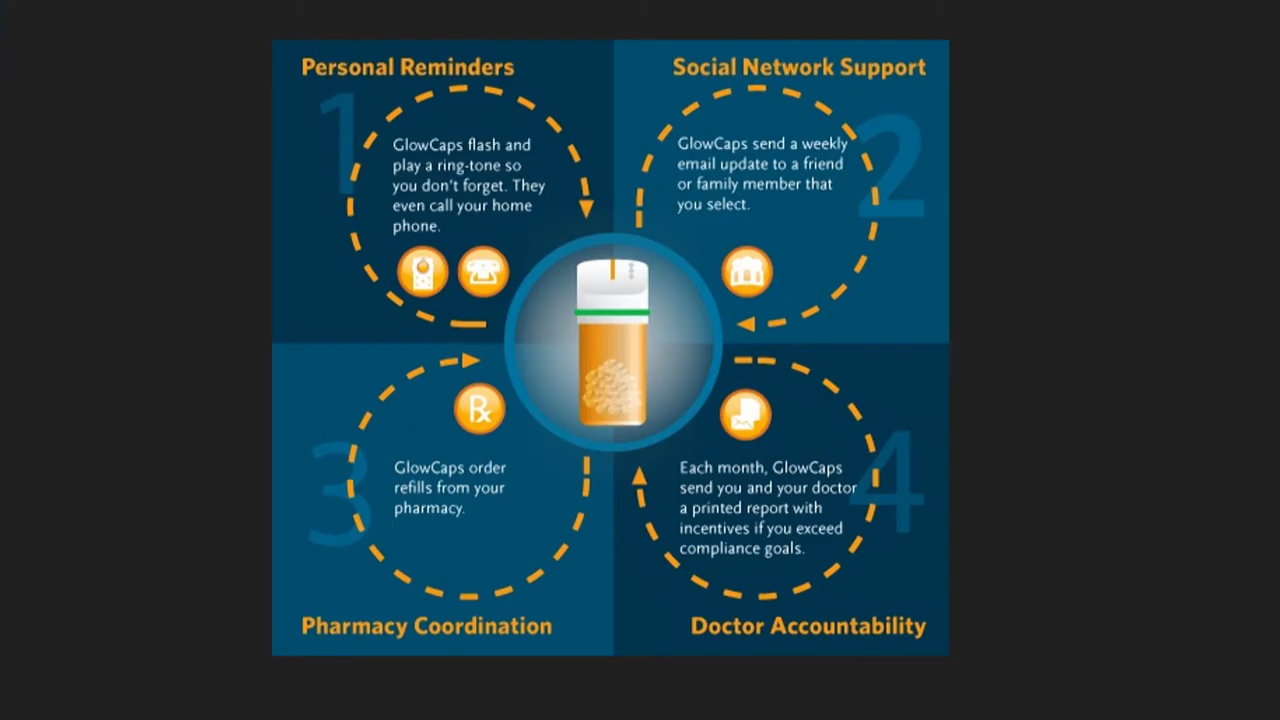 Personal Reminders
1
GlowCaps flash and
play a ring-tone so
you don't forget. They
even call your home
phone.
Social Network Support
2
GlowCaps send a weekly
email update to a friend
or family member that
you select.
3
Rx
GlowCaps order
refills from your
pharmacy.
Pharmacy Coordination
4
Each month, GlowCaps
send you and your doctor
a printed report with
incentives if you exceed
compliance goals.
Doctor Accountability